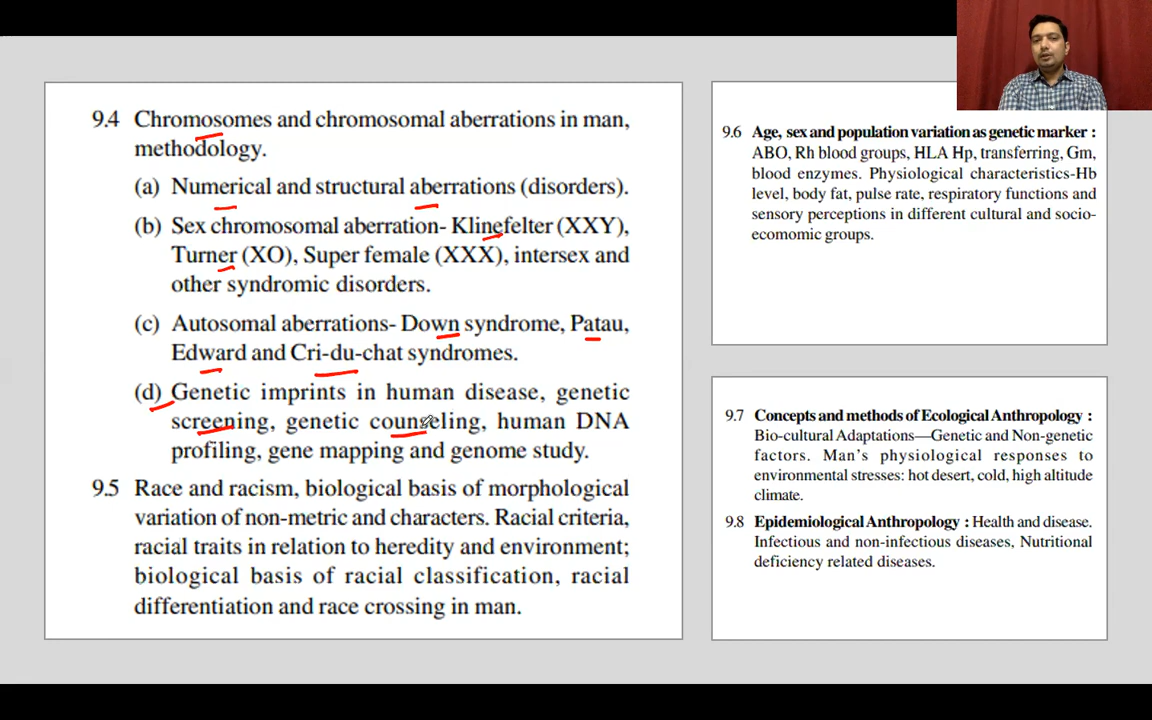 9.4 Chromosomes and chromosomal aberrations in man,
methodology.
(a) Numerical and structural aberrations (disorders).
(b) Sex chromosomal aberration- Klinefelter (XXY),
Turner (XO), Super female (XXX), intersex and
other syndromic disorders.
(c) Autosomal aberrations- Down syndrome, Patau,
Edward and Cri-du-chat syndromes.
(d) Genetic imprints in human disease, genetic
screening, genetic counseling, human DNA
profiling, gene mapping and genome study.
9.5 Race and racism, biological basis of morphological
variation of non-metric and characters. Racial criteria,
racial traits in relation to heredity and environment;
biological basis of racial classification, racial
differentiation and race crossing in man.
9.6 Age, sex and population variation as genetic marker :
ABO, Rh blood groups, HLA Hp, transferring, Gm,
blood enzymes. Physiological characteristics-Hb
level, body fat, pulse rate, respiratory functions and
sensory perceptions in different cultural and socio-
ecomomic groups.
9.7 Concepts and methods of Ecological Anthropology :
Bio-cultural Adaptations—Genetic and Non-genetic
factors. Man's physiological responses to
environmental stresses: hot desert, cold, high altitude
climate.
9.8 Epidemiological Anthropology : Health and disease.
Infectious and non-infectious diseases, Nutritional
deficiency related diseases.